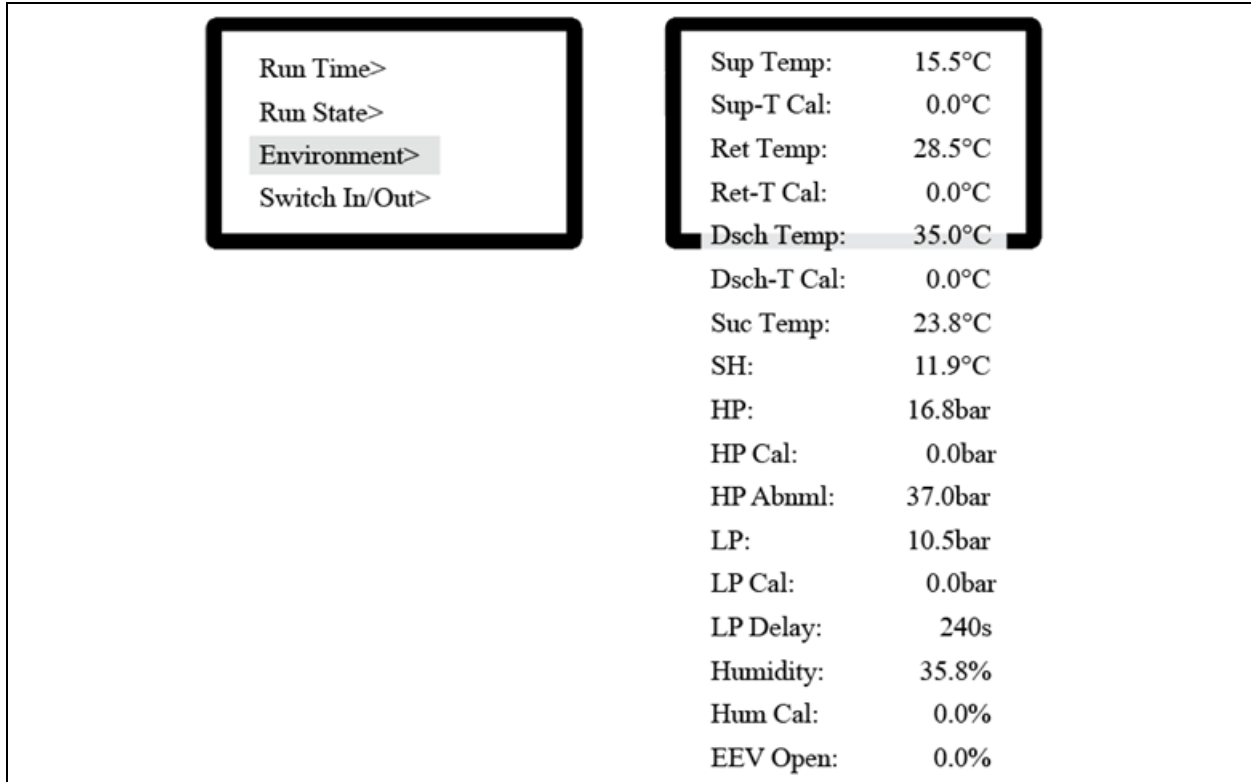 Run Time>
Run State>
Environment>
Switch In/Out>
Sup Temp: 15.5°C
Sup-T Cal: 0.0°C
Ret Temp: 28.5°C
Ret-T Cal: 0.0°C
Dsch Temp: 35.0°C
Dsch-T Cal: 0.0°C
Suc Temp: 23.8°C
SH: 11.9°C
HP: 16.8bar
HP Cal: 0.0bar
HP Abnml: 37.0bar
LP: 10.5bar
LP Cal: 0.0bar
LP Delay: 240s
Humidity: 35.8%
Hum Cal: 0.0%
EEV Open: 0.0%